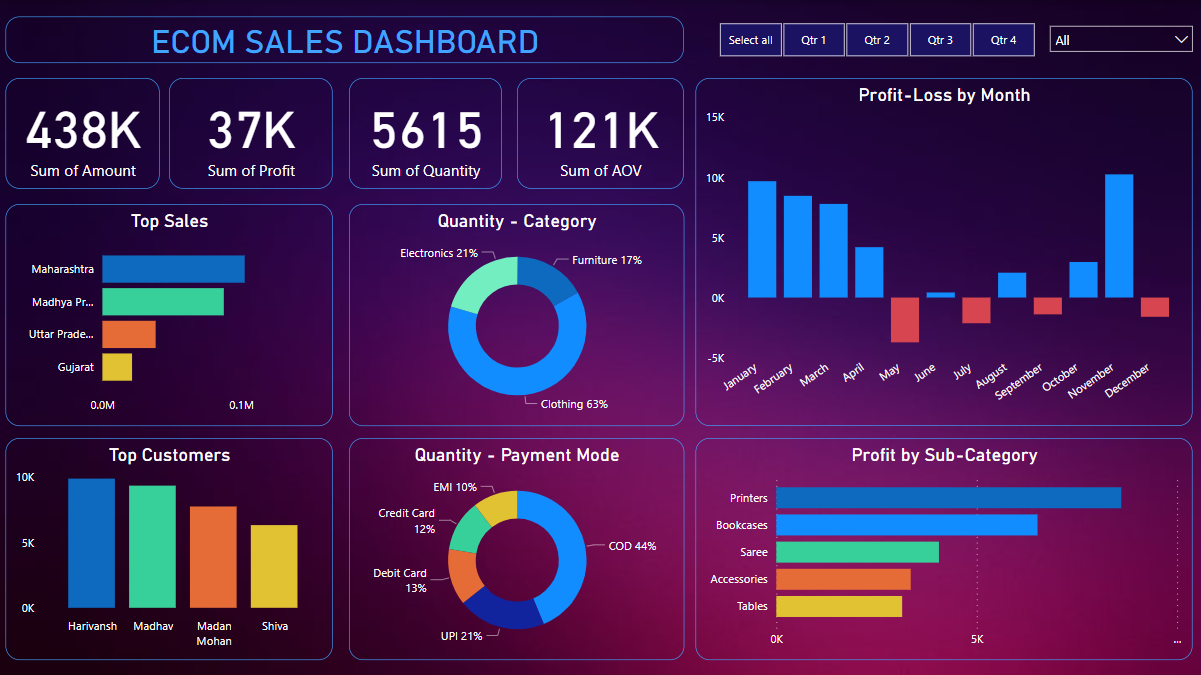 ECOM SALES DASHBOARD
Select all
Qtr 1
Qtr 2
Qtr 3
Qtr 4
All
438K
Sum of Amount
37K
Sum of Profit
5615
Sum of Quantity
121K
Sum of AOV
Profit-Loss by Month
15K
10K
5K
0K
-5K
January
February
March
April
May
June
July
August
September
October
November
December
Top Sales
Maharashtra
Madhya Pr...
Uttar Prade...
Gujarat
0.0M
0.1M
Quantity - Category
Electronics 21%
Furniture 17%
Clothing 63%
Top Customers
10K
5K
0K
Harivansh
Madhav
Madan
Mohan
Shiva
Quantity - Payment Mode
EMI 10%
Credit Card
12%
Debit Card
13%
UPI 21%
COD 44%
Profit by Sub-Category
Printers
Bookcases
Saree
Accessories
Tables
0K
5K
...